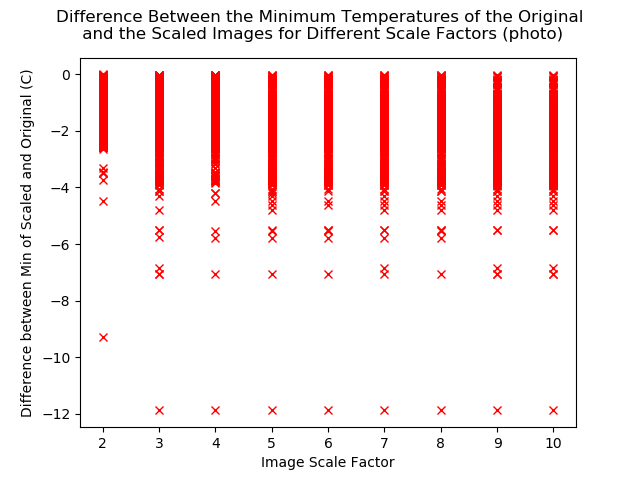 Difference Between the Minimum Temperatures of the Original
and the Scaled Images for Different Scale Factors (photo)
Difference between Min of Scaled and Original (C)
0
−2
−4
−6
−8
−10
−12
2 3 4 5 6 7 8 9 10
Image Scale Factor